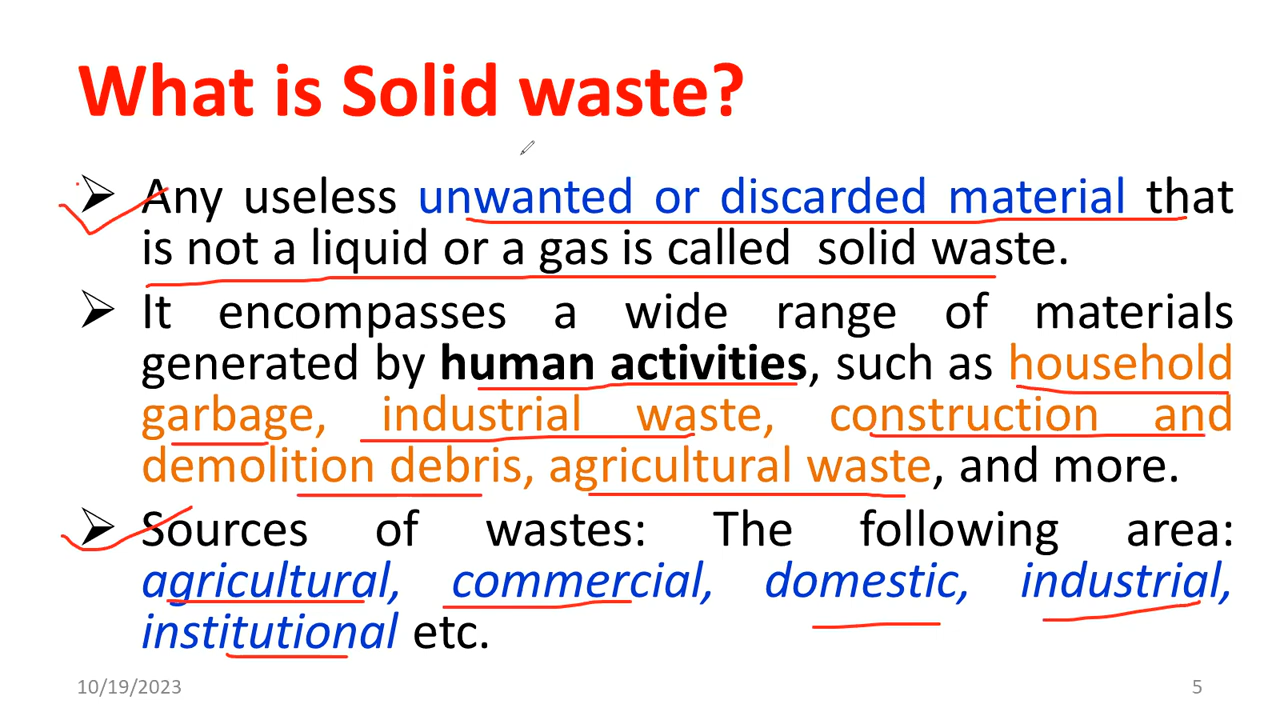 What is Solid waste?
➢ Any useless unwanted or discarded material that
is not a liquid or a gas is called solid waste.
➢ It encompasses a wide range of materials
generated by human activities, such as household
garbage, industrial waste, construction and
demolition debris, agricultural waste, and more.
➢ Sources of wastes: The following area:
agricultural, commercial, domestic, industrial,
institutional etc.
10/19/2023
5